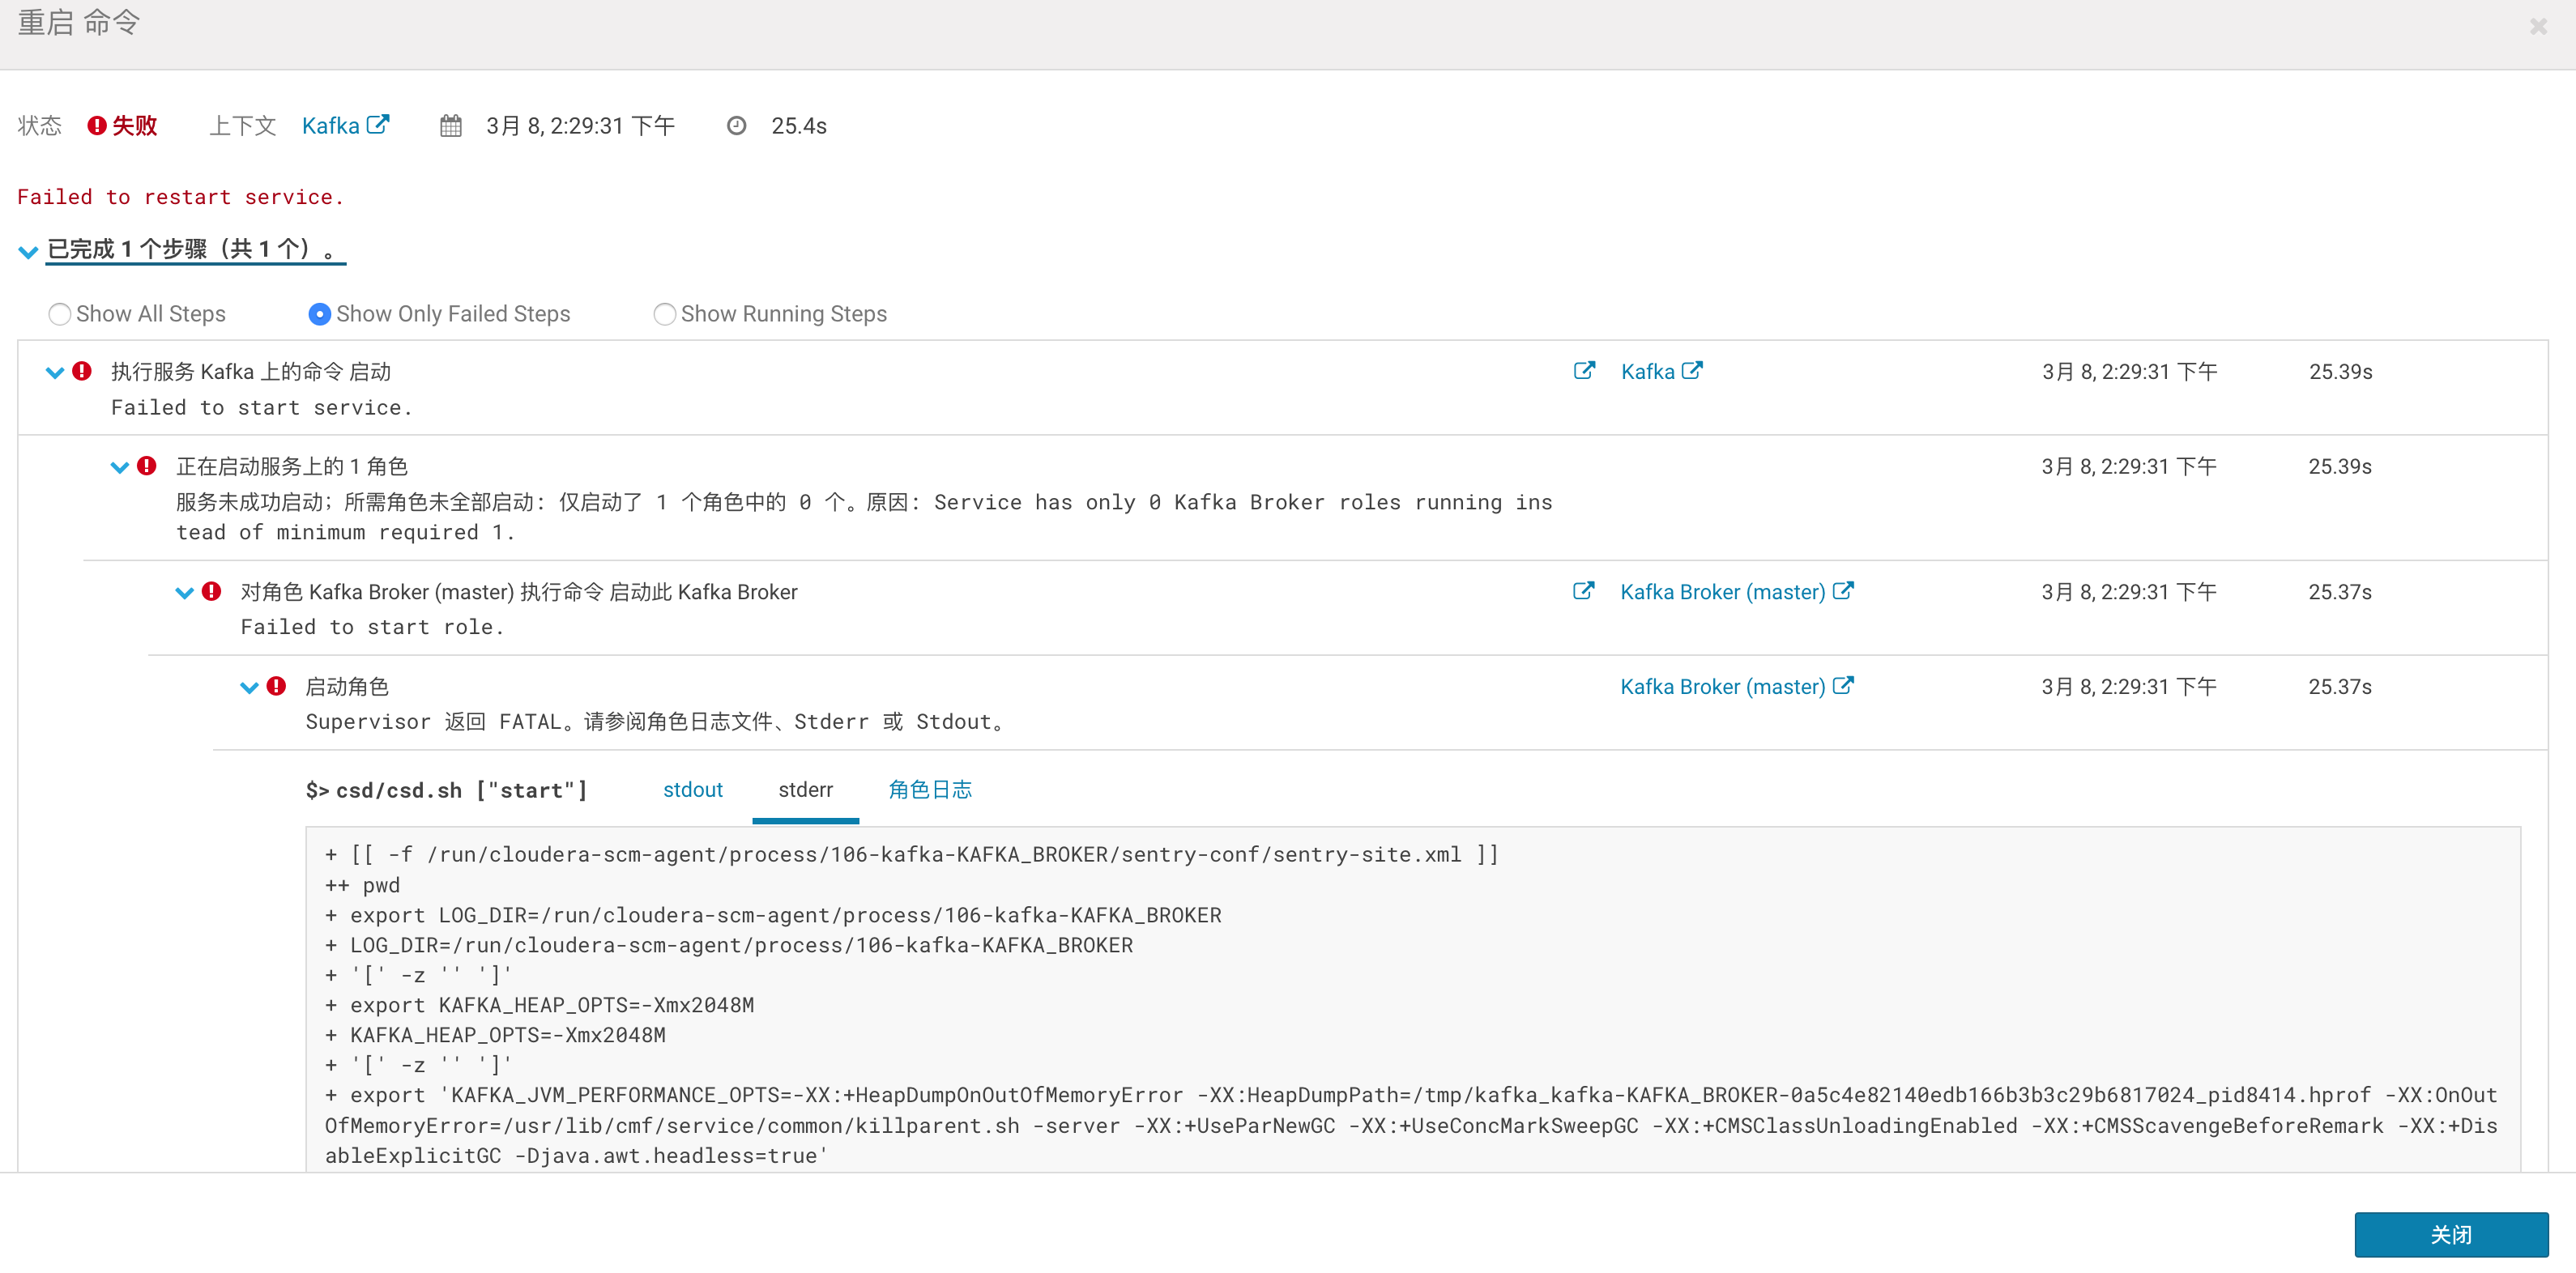 重启 命令
状态 失败 上下文 Kafka 3月 8, 2:29:31 下午 25.4s
Failed to restart service.
已完成 1 个步骤（共 1 个）。
Show All Steps Show Only Failed Steps Show Running Steps
执行服务 Kafka 上的命令 启动 Kafka 3月 8, 2:29:31 下午 25.39s
Failed to start service.
正在启动服务上的 1 角色 3月 8, 2:29:31 下午 25.39s
服务未成功启动；所需角色未全部启动：仅启动了 1 个角色中的 0 个。原因：Service has only 0 Kafka Broker roles running ins
tead of minimum required 1.
对角色 Kafka Broker (master) 执行命令 启动此 Kafka Broker Kafka Broker (master) 3月 8, 2:29:31 下午 25.37s
Failed to start role.
启动角色 Kafka Broker (master) 3月 8, 2:29:31 下午 25.37s
Supervisor 返回 FATAL。请参阅角色日志文件、Stderr 或 Stdout。
$> csd/csd.sh ["start"] stdout stderr 角色日志
+ [[ -f /run/cloudera-scm-agent/process/106-kafka-KAFKA_BROKER/sentry-conf/sentry-site.xml ]]
++ pwd
+ export LOG_DIR=/run/cloudera-scm-agent/process/106-kafka-KAFKA_BROKER
+ LOG_DIR=/run/cloudera-scm-agent/process/106-kafka-KAFKA_BROKER
+ '[' -z '' ']'
+ export KAFKA_HEAP_OPTS=-Xmx2048M
+ KAFKA_HEAP_OPTS=-Xmx2048M
+ '[' -z '' ']'
+ export 'KAFKA_JVM_PERFORMANCE_OPTS=-XX:+HeapDumpOnOutOfMemoryError -XX:HeapDumpPath=/tmp/kafka_kafka-KAFKA_BROKER-0a5c4e82140edb166b3b3c29b6817024_pid8414.hprof -XX:OnOut
OfMemoryError=/usr/lib/cmf/service/common/killparent.sh -server -XX:+UseParNewGC -XX:+UseConcMarkSweepGC -XX:+CMSClassUnloadingEnabled -XX:+CMSScavengeBeforeRemark -XX:+Dis
ableExplicitGC -Djava.awt.headless=true'
关闭